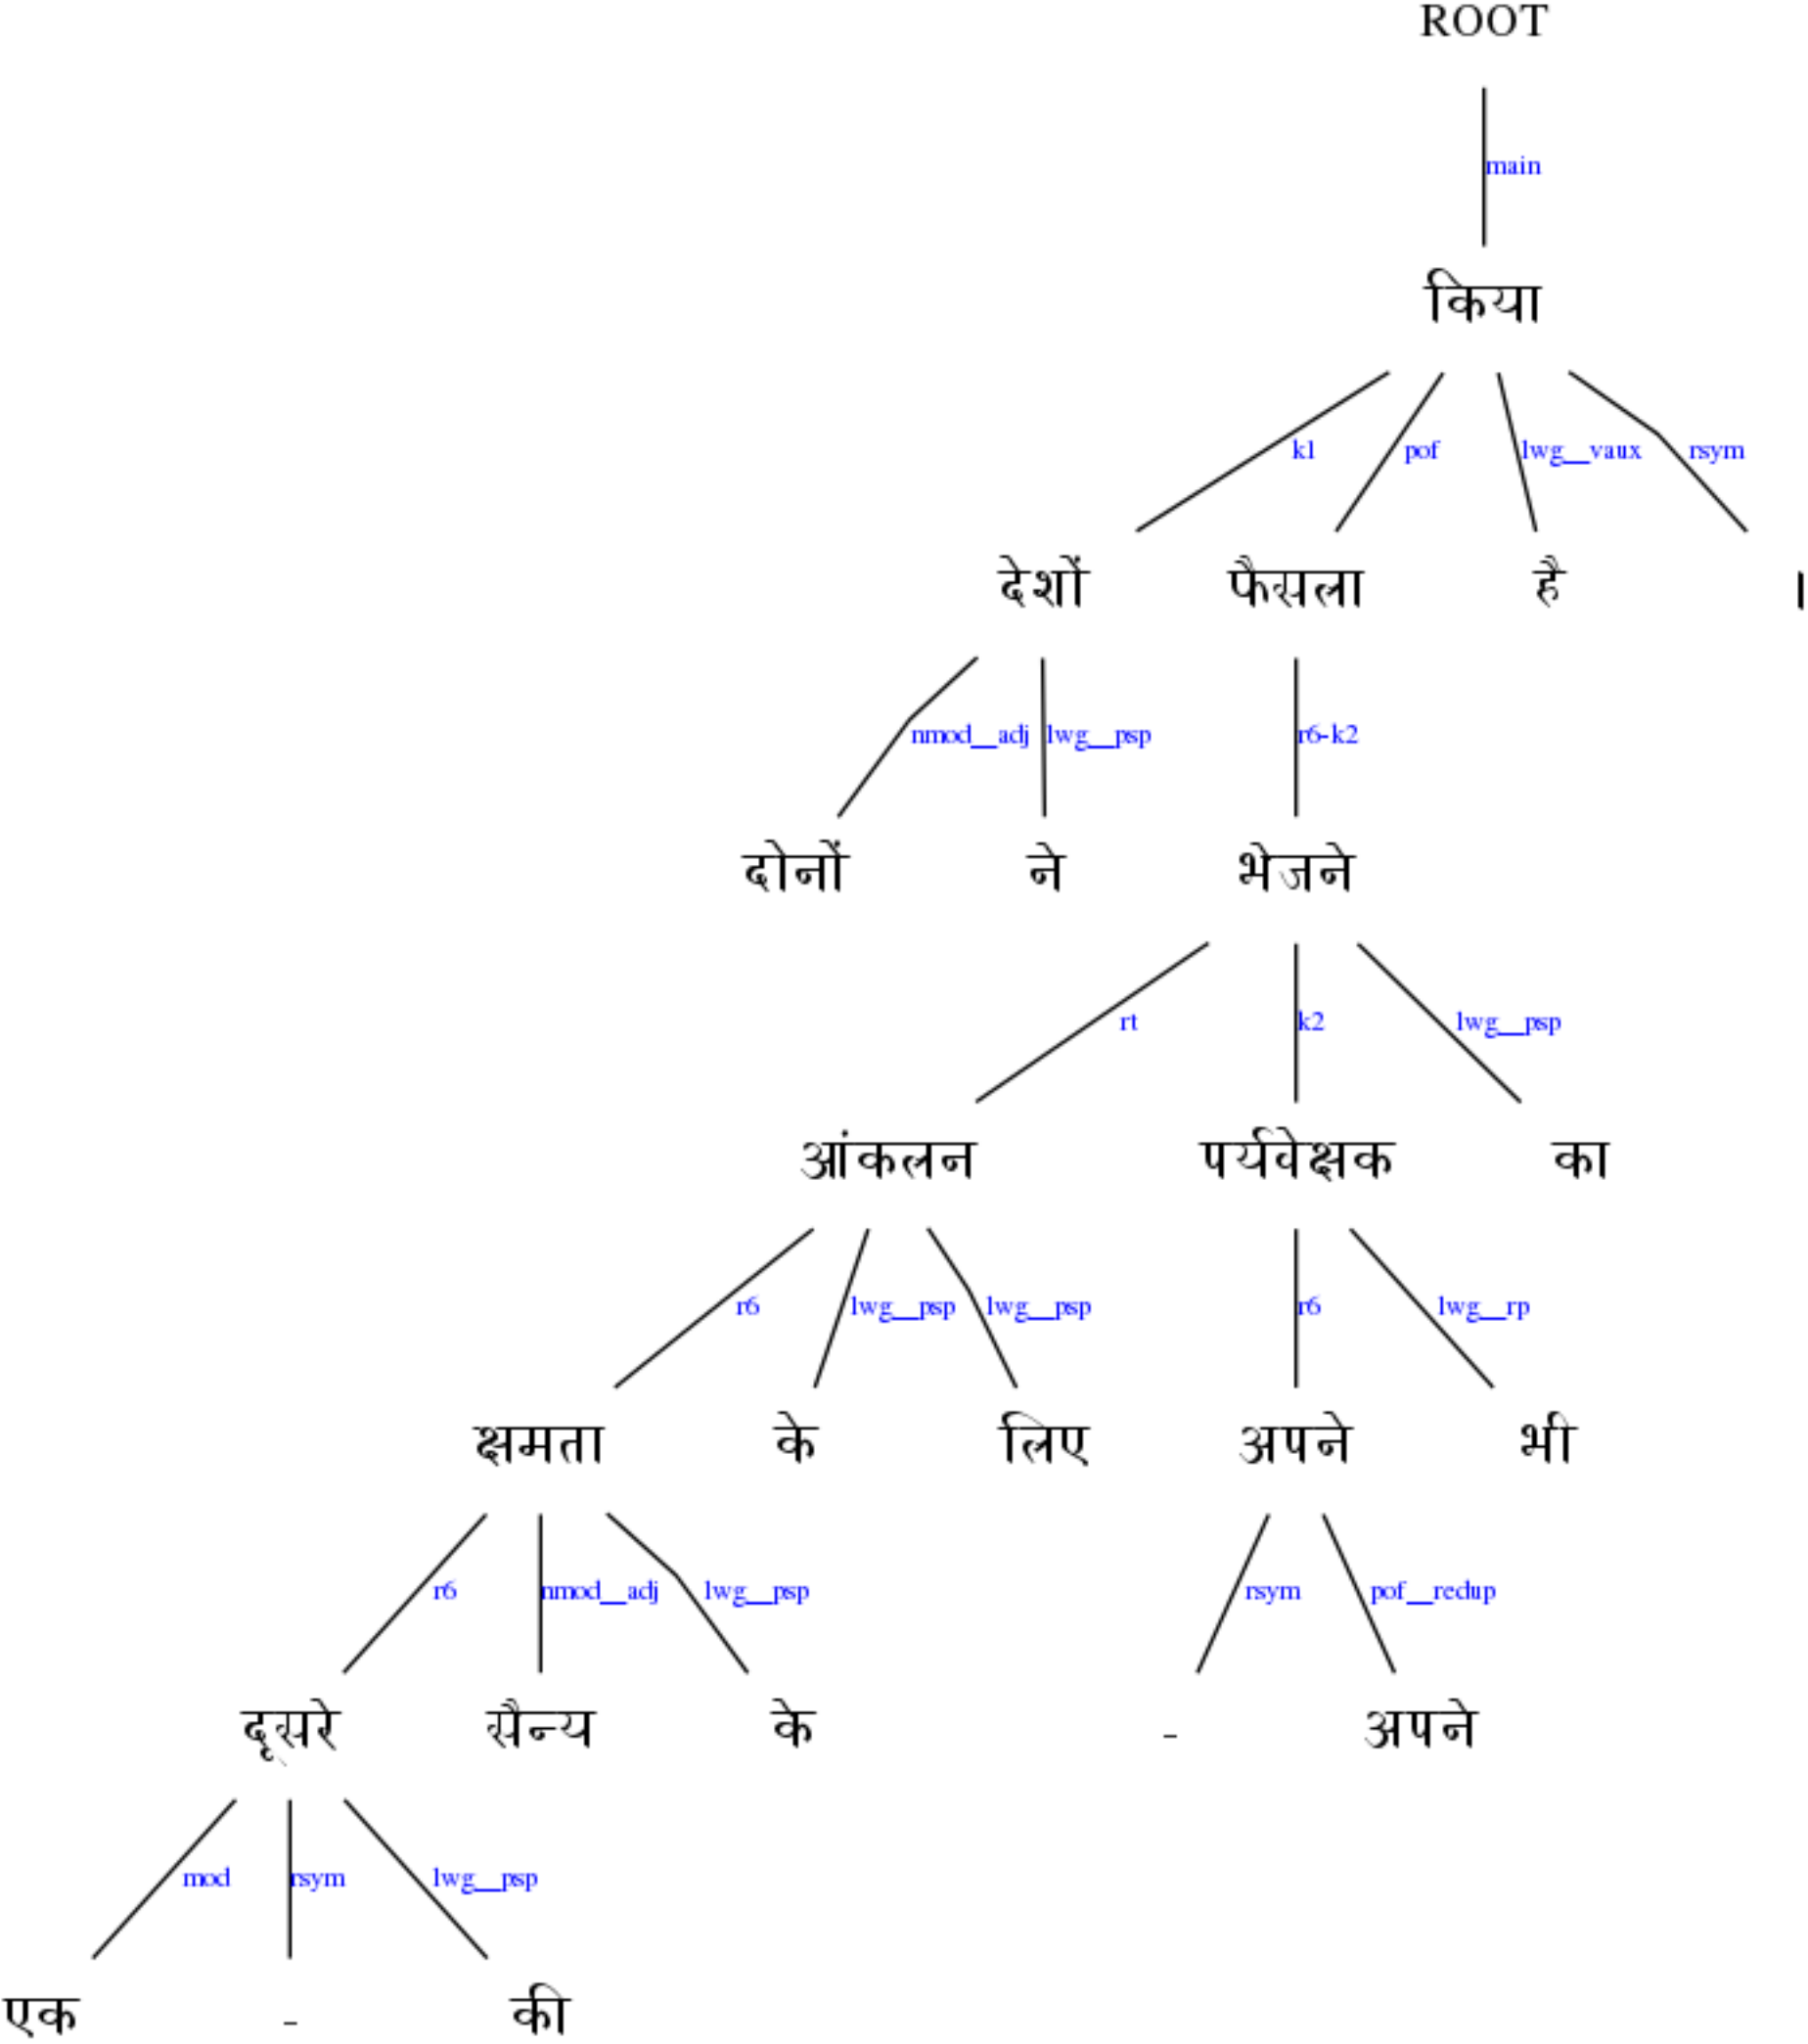 ROOT
main
किया
k1 pof lwg__vaux rsym
देशों फैसला है ।
nmod__adj lwg__psp r6-k2
दोनों ने भेजने
rt k2 lwg__psp
आंकलन पर्यवेक्षक का
r6 lwg__psp lwg__psp r6 lwg__rp
क्षमता के लिए अपने भी
r6 nmod__adj lwg__psp rsym pof__redup
दूसरे सैन्य के - अपने
mod rsym lwg__psp
एक - की